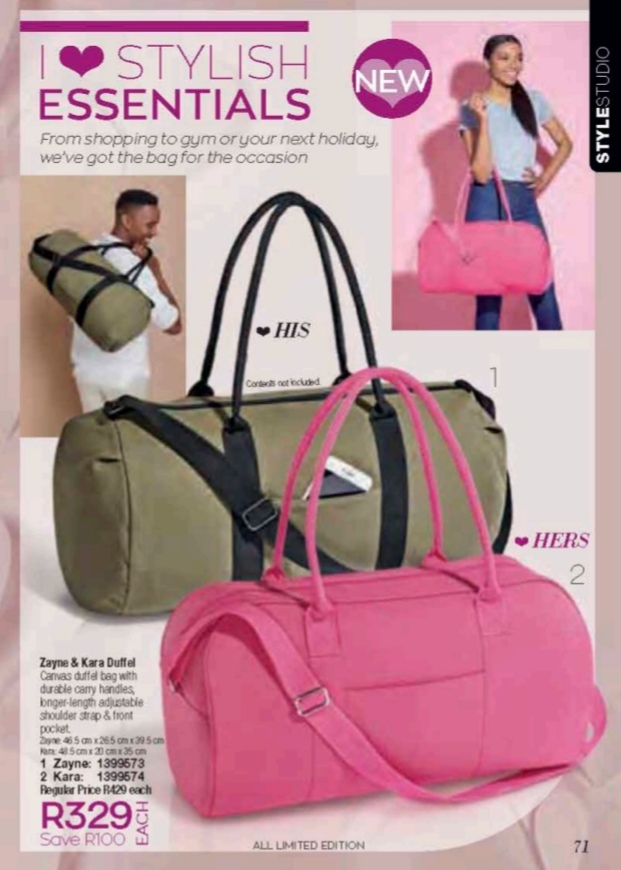 I ❤ STYLISH
ESSENTIALS
From shopping to gym or your next holiday,
we've got the bag for the occasion
NEW
STYLESTUDIO
❤ HIS
Contents not included.
1
❤ HERS
2
Zayne & Kara Duffel
Canvas duffel bag with
durable carry handles,
longer-length adjustable
shoulder strap & front
pocket.
Zayne: 46.5 cm x 26.5 cm x 39.5 cm
Kara: 48.5 cm x 20 cm x 35 cm
1 Zayne: 1399573
2 Kara: 1399574
Regular Price R429 each
R329 EACH
Save R100
ALL LIMITED EDITION
71